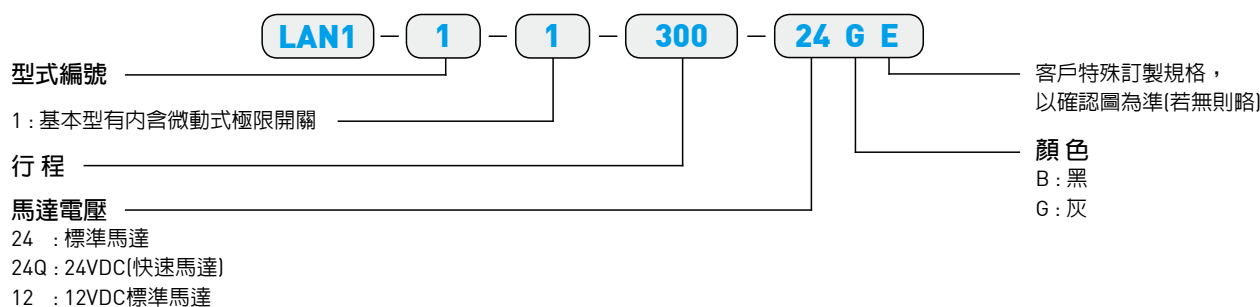 LAN1 - 1 - 1 - 300 - 24 G E
型式編號
1 : 基本型有內含微動式極限開關
行 程
馬達電壓
24 : 標準馬達
24Q : 24VDC(快速馬達)
12 : 12VDC標準馬達
客戶特殊訂製規格，
以確認圖為準(若無則略)
顏 色
B : 黑
G : 灰